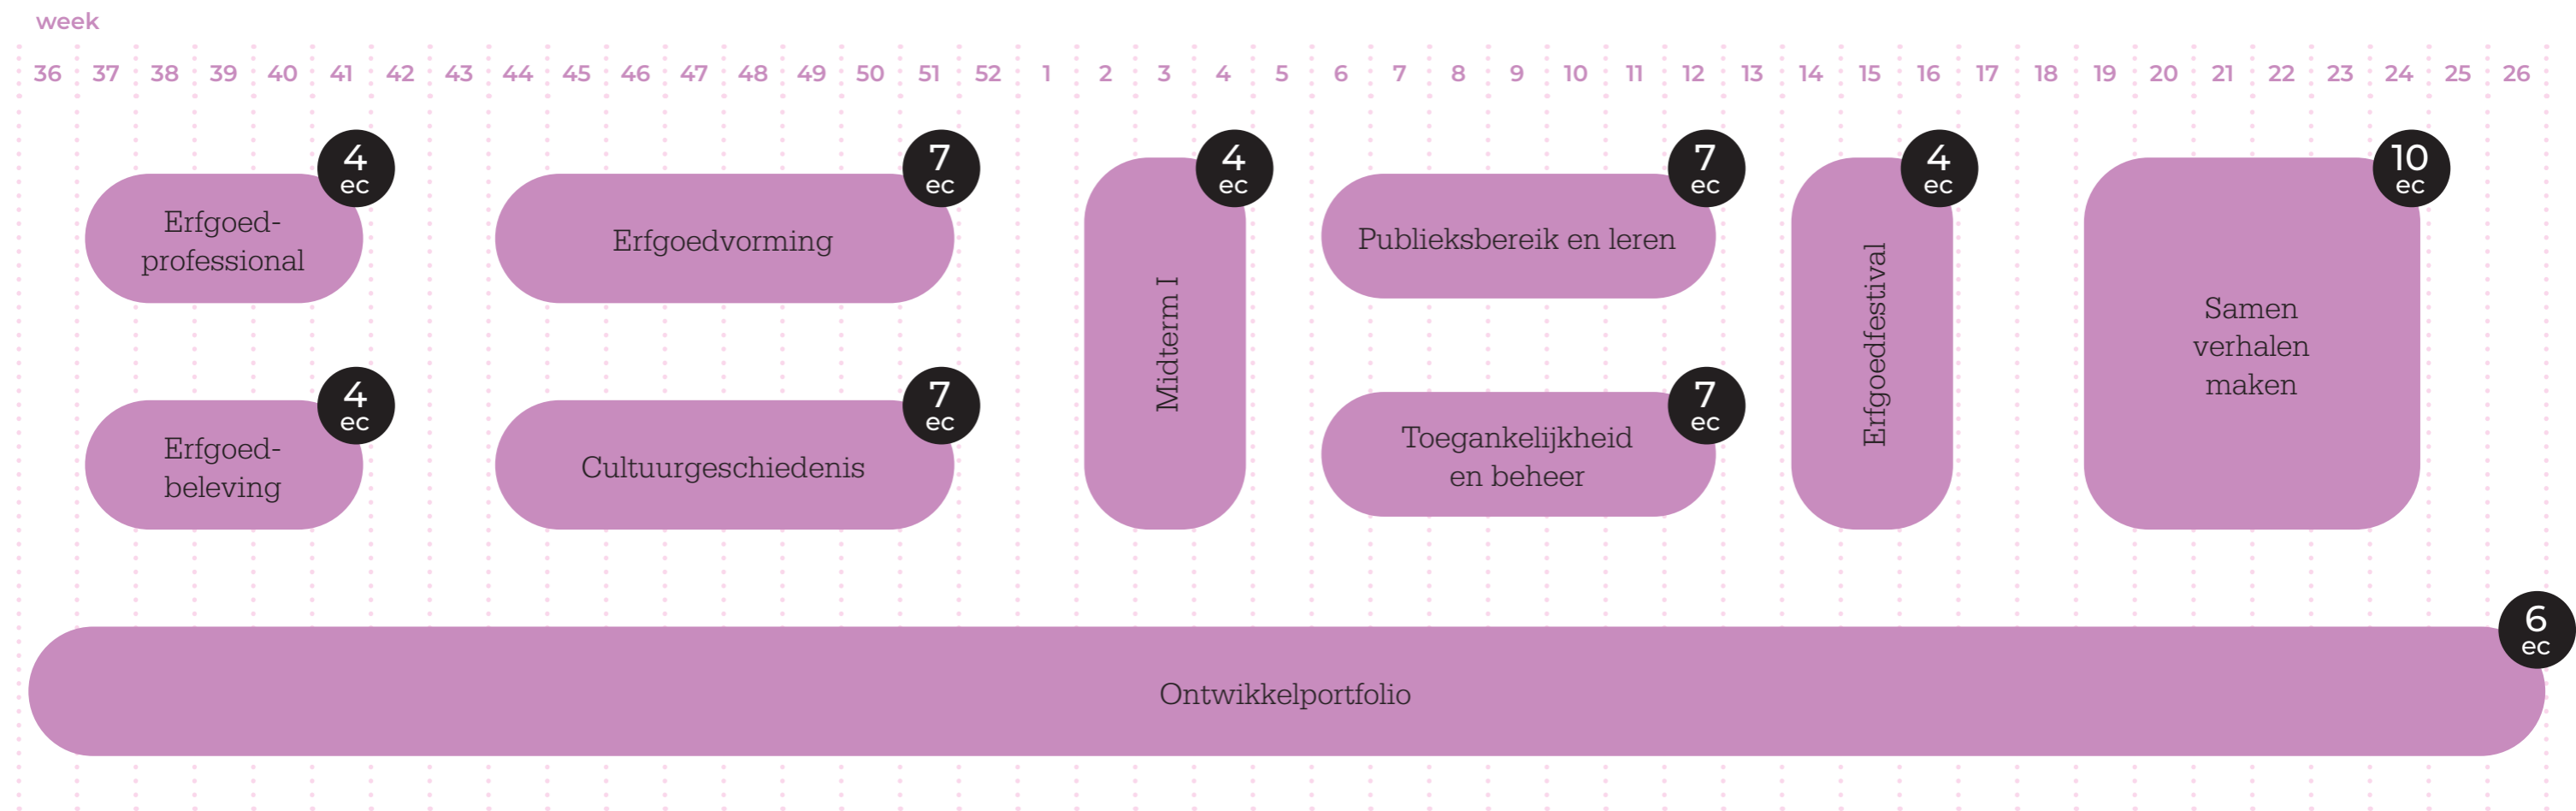 week
36 37 38 39 40 41 42 43 44 45 46 47 48 49 50 51 52 1 2 3 4 5 6 7 8 9 10 11 12 13 14 15 16 17 18 19 20 21 22 23 24 25 26
Erfgoed-
professional
4
ec
Erfgoedvorming
7
ec
Midterm I
4
ec
Publieksbereik en leren
7
ec
Erfgoedfestival
4
ec
Samen
verhalen
maken
10
ec
Erfgoed-
beleving
4
ec
Cultuurgeschiedenis
7
ec
Toegankelijkheid
en beheer
7
ec
Ontwikkelportfolio
6
ec